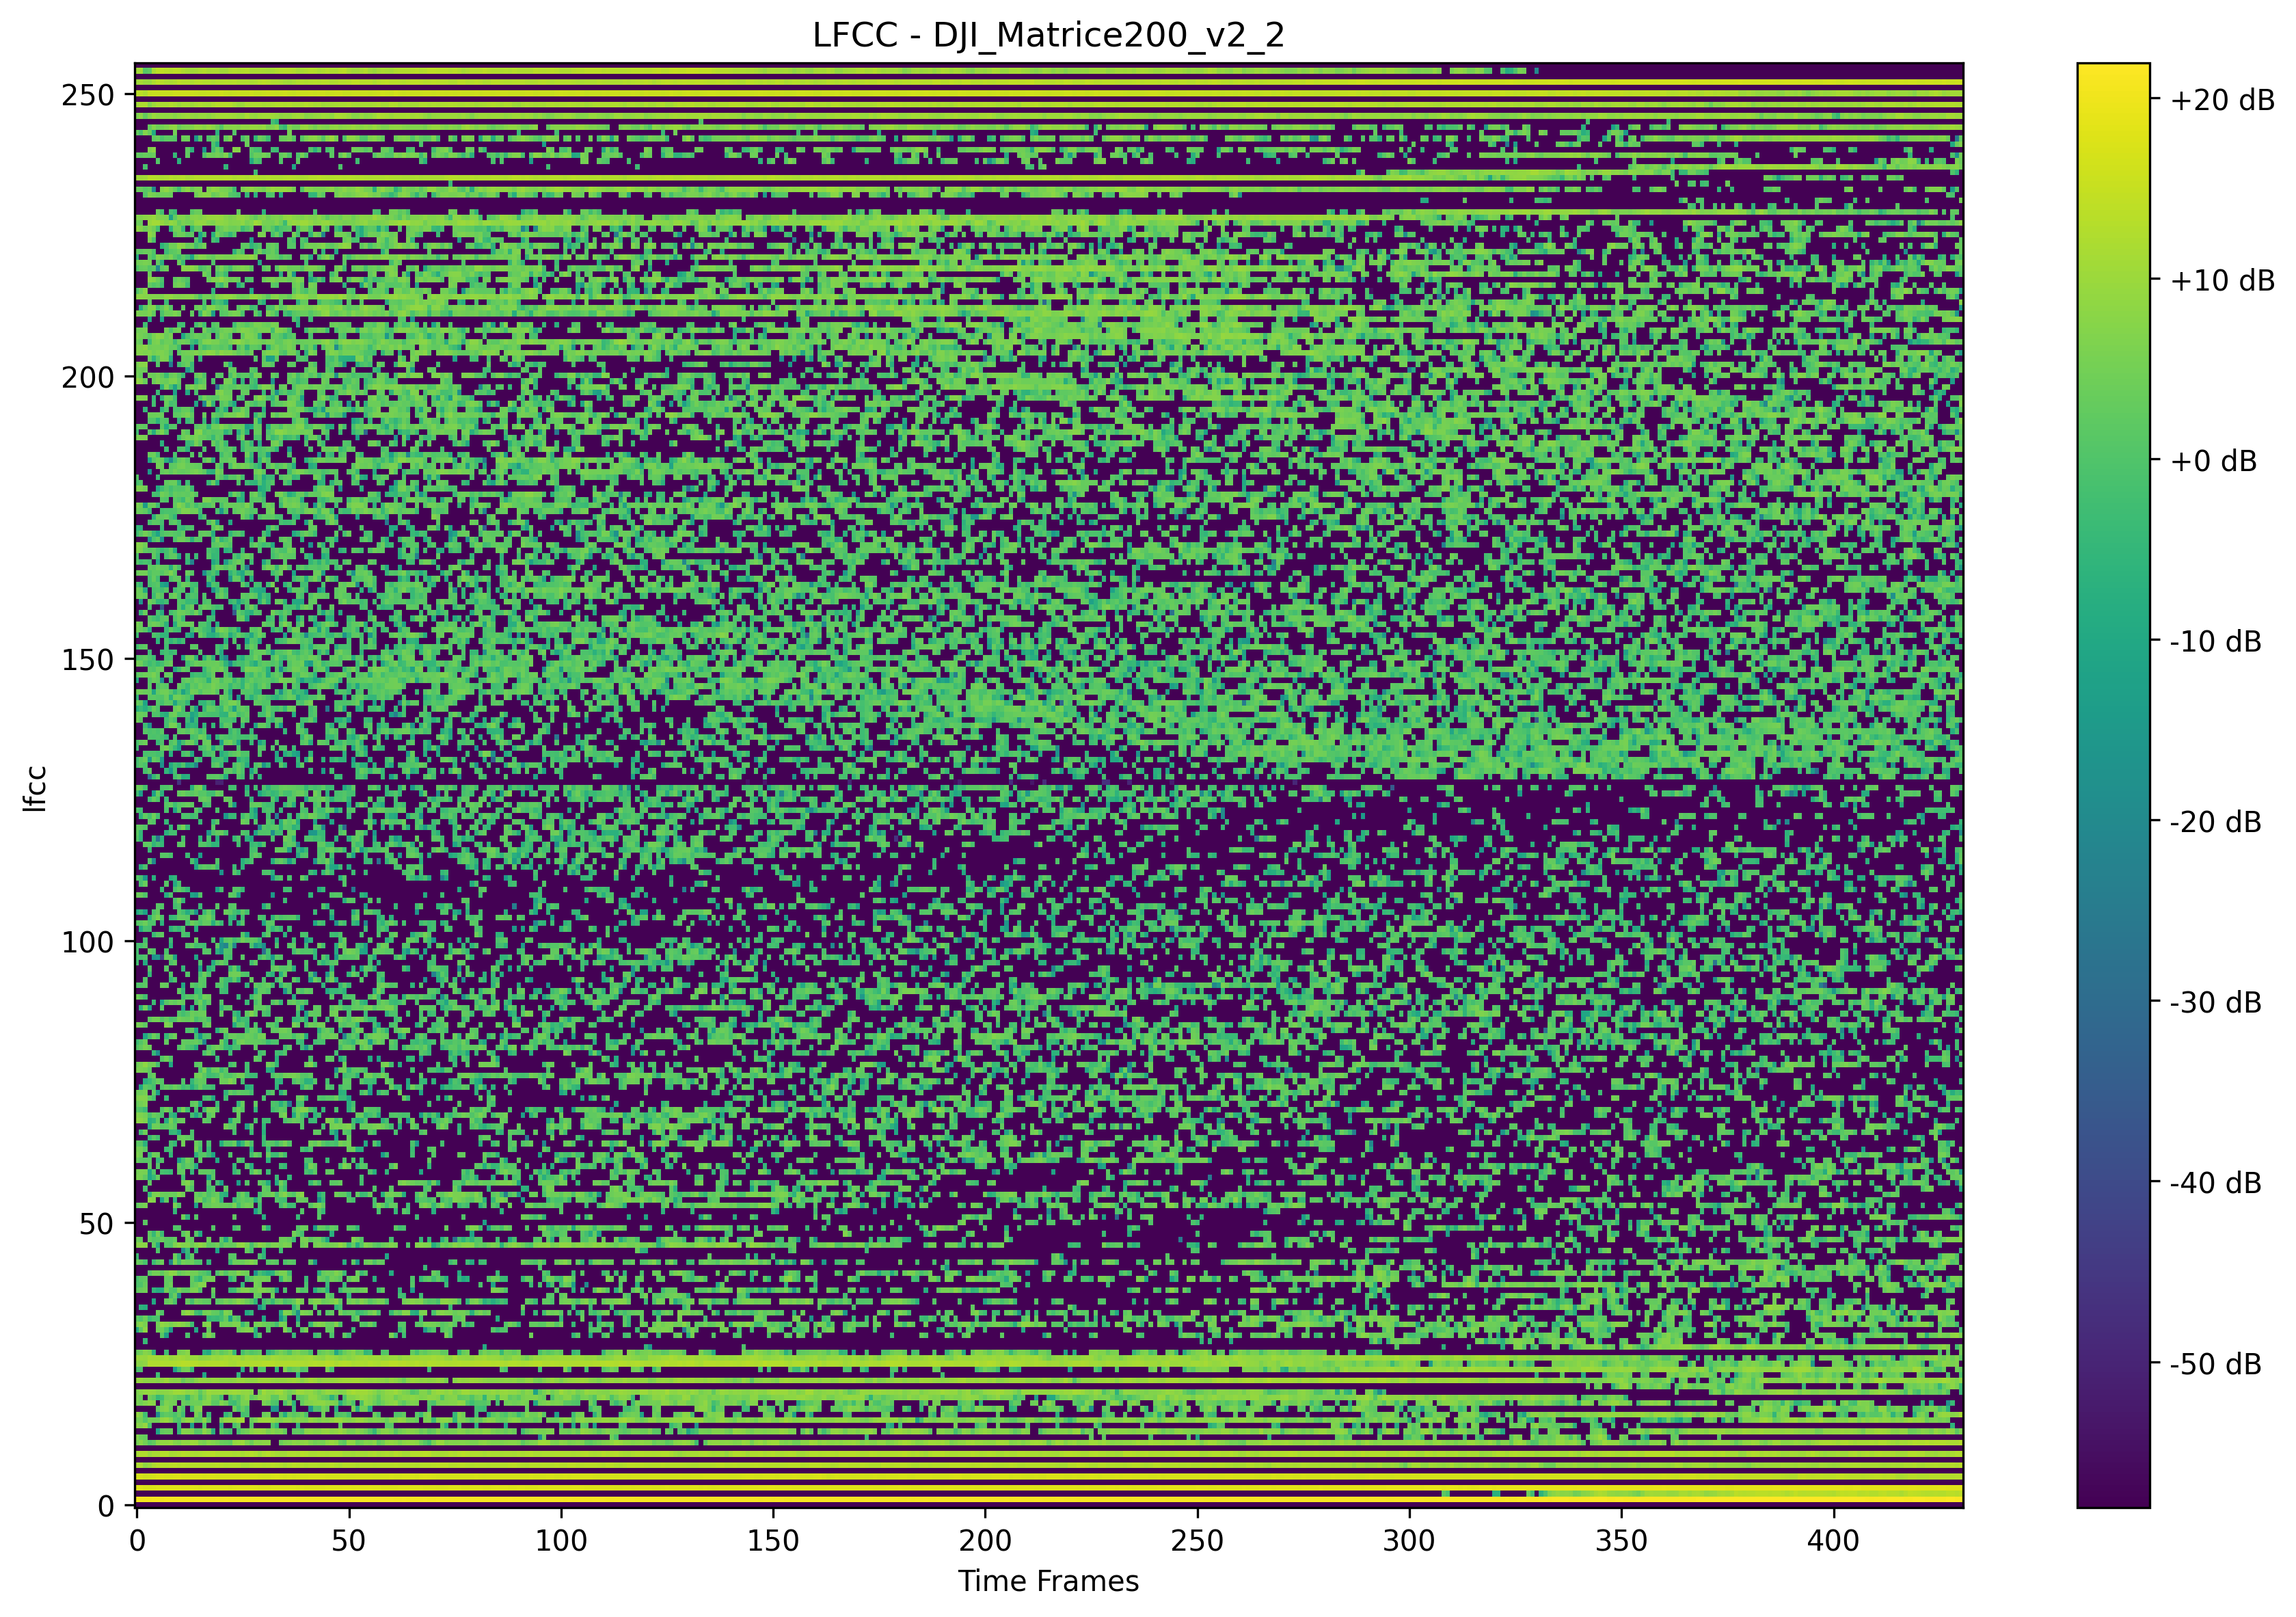 LFCC - DJI_Matrice200_v2_2
250
200
150
100
50
0
lfcc
0 50 100 150 200 250 300 350 400
Time Frames
+20 dB
+10 dB
+0 dB
-10 dB
-20 dB
-30 dB
-40 dB
-50 dB